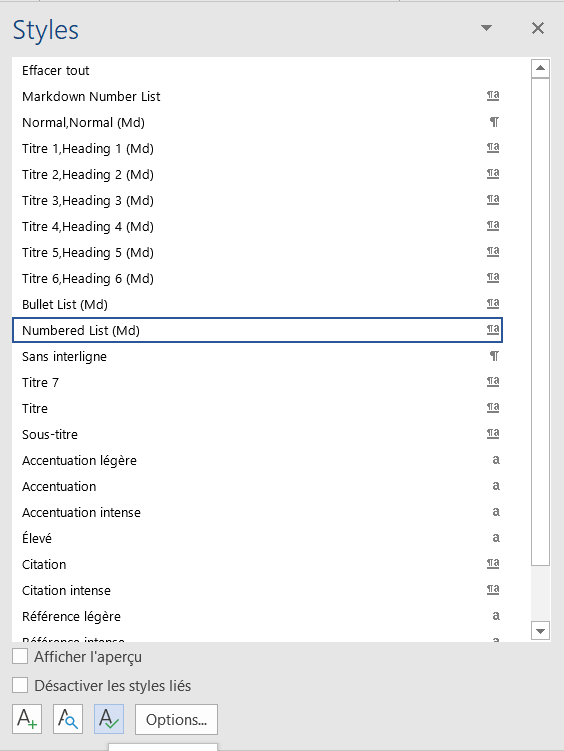 Styles
Effacer tout
Markdown Number List ¶a
Normal,Normal (Md) ¶
Titre 1,Heading 1 (Md) ¶a
Titre 2,Heading 2 (Md) ¶a
Titre 3,Heading 3 (Md) ¶a
Titre 4,Heading 4 (Md) ¶a
Titre 5,Heading 5 (Md) ¶a
Titre 6,Heading 6 (Md) ¶a
Bullet List (Md) ¶a
Numbered List (Md) ¶a
Sans interligne ¶
Titre 7 ¶a
Titre ¶a
Sous-titre ¶a
Accentuation légère a
Accentuation a
Accentuation intense a
Élevé a
Citation ¶a
Citation intense ¶a
Référence légère a
Référence intense a
Afficher l'aperçu
Désactiver les styles liés
Options...